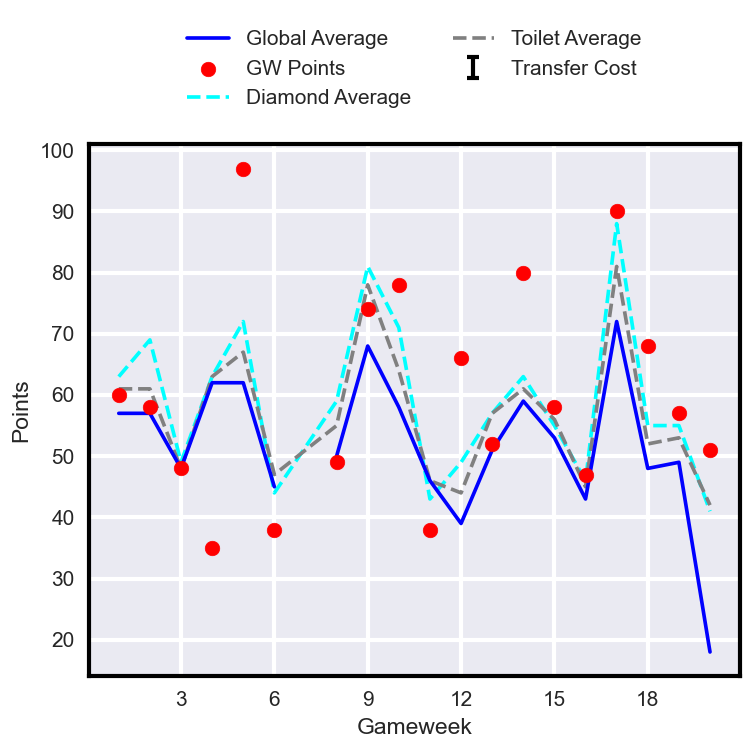 Global Average
GW Points
Diamond Average
Toilet Average
Transfer Cost
100
90
80
70
60
50
40
30
20
Points
3 6 9 12 15 18
Gameweek